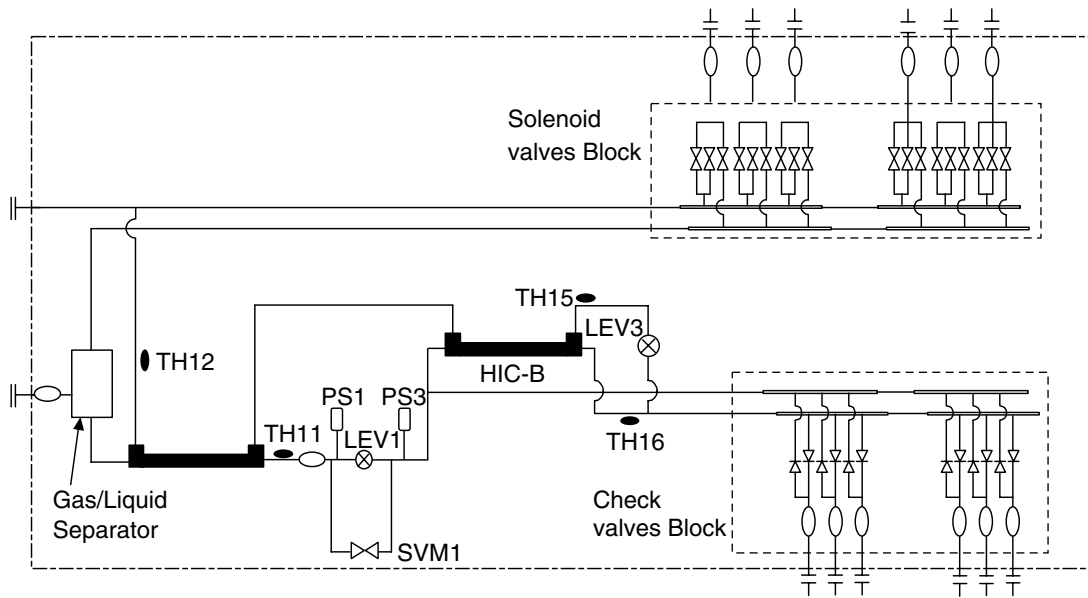 Solenoid
valves Block
TH15
LEV3
TH12
HIC-B
PS1
PS3
TH11
LEV1
TH16
Gas/Liquid
Separator
Check
valves Block
SVM1